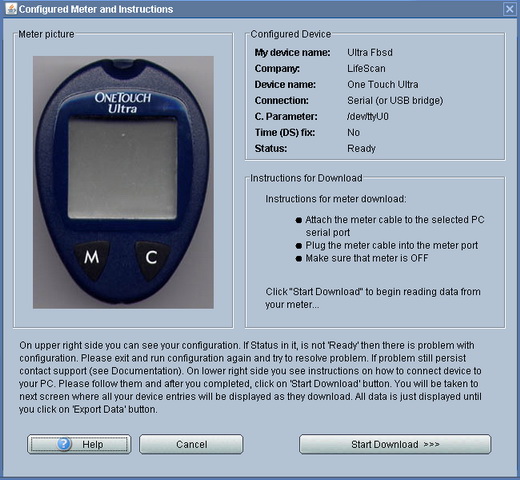 Configured Meter and Instructions
Meter picture
ONETOUCH
Ultra
M
C
Configured Device
My device name: Ultra Fbsd
Company: LifeScan
Device name: One Touch Ultra
Connection: Serial (or USB bridge)
C. Parameter: /dev/ttyU0
Time (DS) fix: No
Status: Ready
Instructions for Download
Instructions for meter download:
Attach the meter cable to the selected PC
serial port
Plug the meter cable into the meter port
Make sure that meter is OFF
Click "Start Download" to begin reading data from
your meter...
On upper right side you can see your configuration. If Status in it, is not 'Ready' then there is problem with
configuration. Please exit and run configuration again and try to resolve problem. If problem still persist
contact support (see Documentation). On lower right side you see instructions on how to connect device to
your PC. Please follow them and after you completed, click on 'Start Download' button. You will be taken to
next screen where all your device entries will be displayed as they download. All data is just displayed until
you click on 'Export Data' button.
? Help
Cancel
Start Download >>>